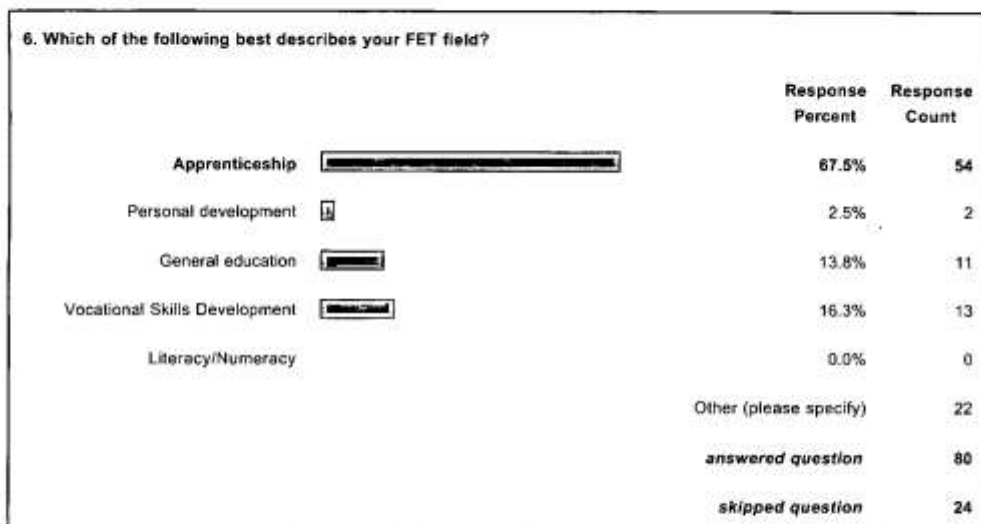 6. Which of the following best describes your FET field?
Response Percent Response Count
Apprenticeship 67.5% 54
Personal development 2.5% 2
General education 13.8% 11
Vocational Skills Development 16.3% 13
Literacy/Numeracy 0.0% 0
Other (please specify) 22
answered question 80
skipped question 24